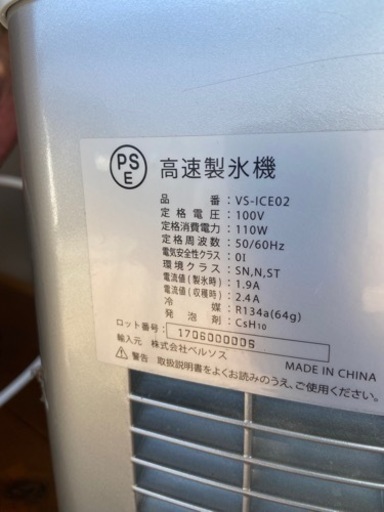 PS
E
高速製氷機
品番：VS-ICE02
定格電圧：100V
定格消費電力：110W
定格周波数：50/60Hz
電気安全性クラス：0I
環境クラス：SN,N,ST
電流値（製氷時）：1.9A
電流値（収穫時）：2.4A
冷媒：R134a(64g)
発泡剤：C5H10
ロット番号：1706000006
輸入元 株式会社ベルソス
MADE IN CHINA
⚠ 警告 取扱説明書をよくお読みのうえ、ご使用ください。